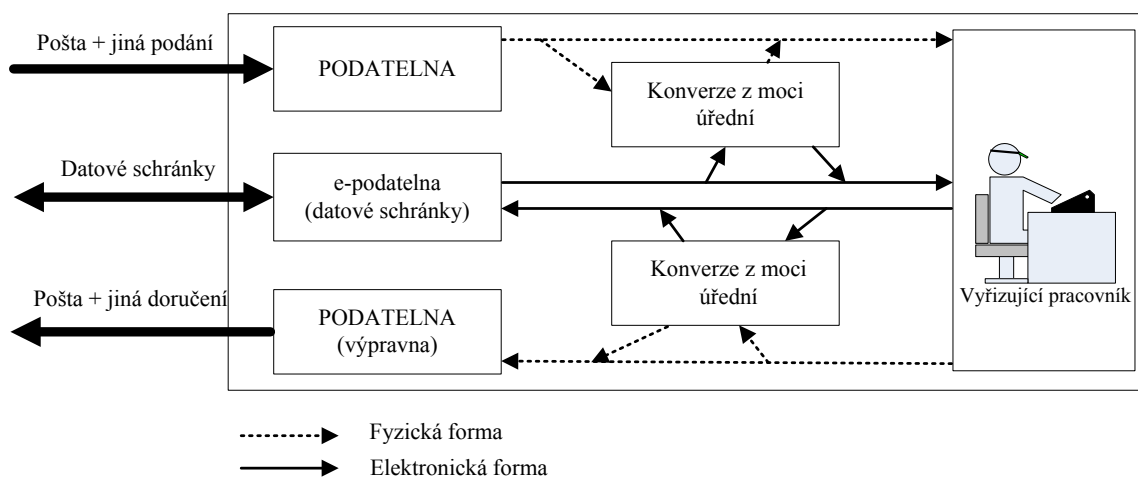 Pošta + jiná podání
PODATELNA
Konverze z moci
úřední
Datové schránky
e-podatelna
(datové schránky)
Konverze z moci
úřední
Pošta + jiná doručení
PODATELNA
(výpravna)
Vyřizující pracovník
Fyzická forma
Elektronická forma